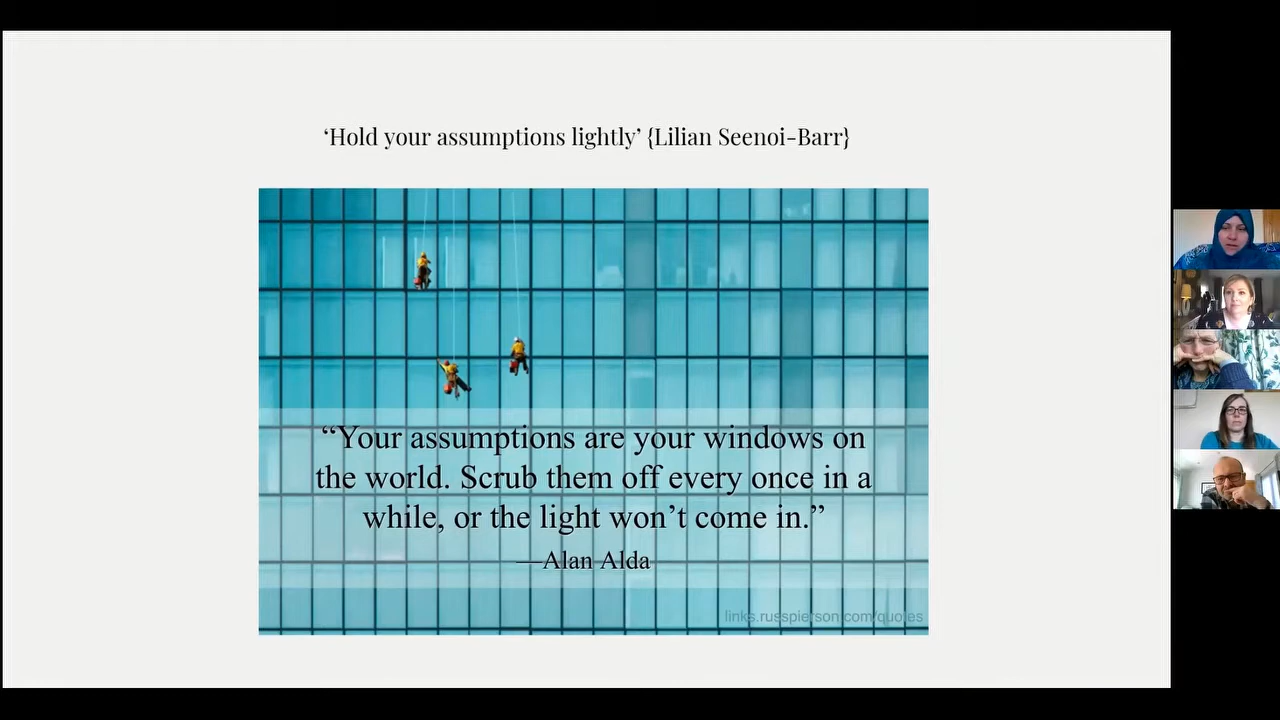 ‘Hold your assumptions lightly’ {Lilian Seenoi-Barr}
“Your assumptions are your windows on
the world. Scrub them off every once in a
while, or the light won’t come in.”
—Alan Alda
links.russpierson.com/quotes